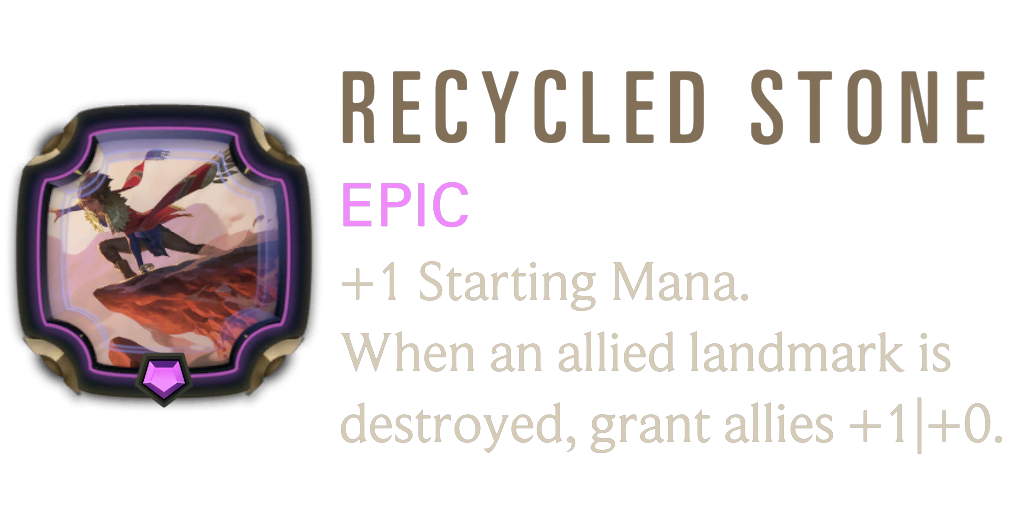 RECYCLED STONE
EPIC
+1 Starting Mana.
When an allied landmark is
destroyed, grant allies +1|+0.